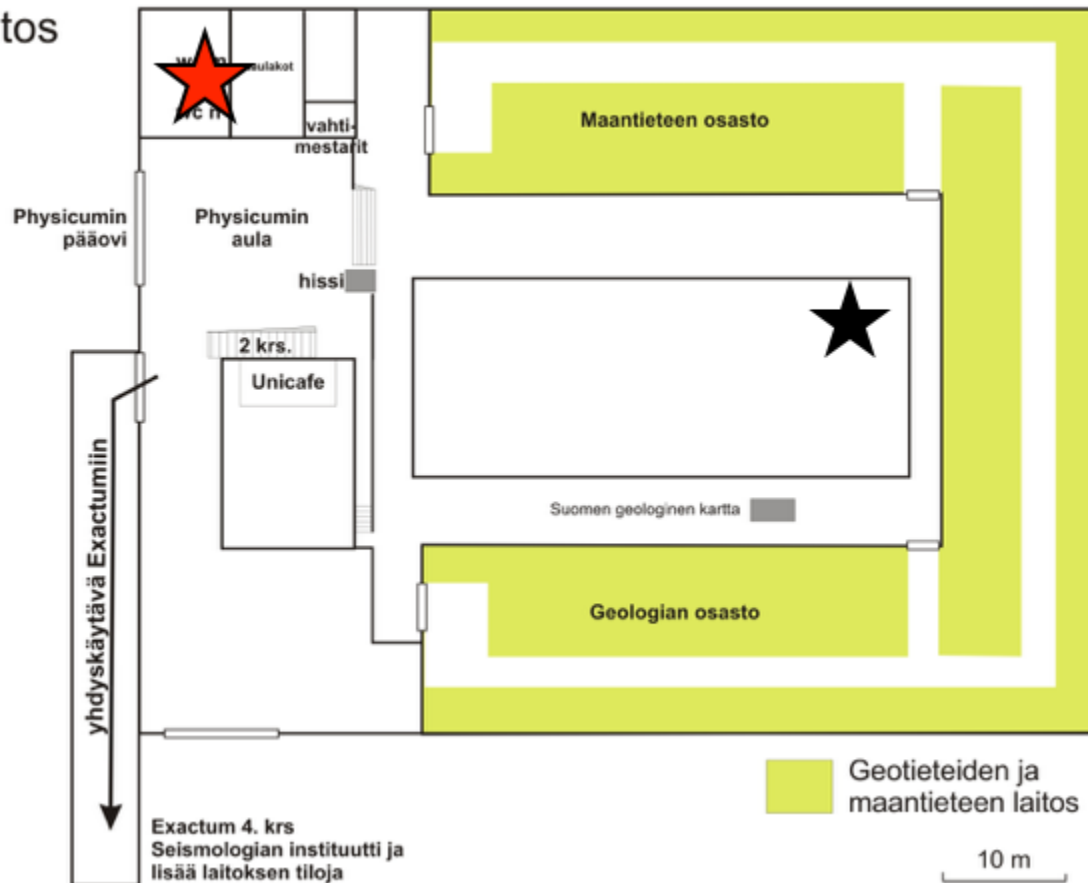 vahti-
mestarit
Maantieteen osasto
Physicumin
pääovi
Physicumin
aula
hissi
2 krs.
Unicafe
Suomen geologinen kartta
yhdyskäytävä Exactumiin
Geologian osasto
Geotieteiden ja
maantieteen laitos
Exactum 4. krs
Seismologian instituutti ja
lisää laitoksen tiloja
10 m